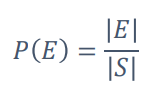 P(E) = |E| / |S|